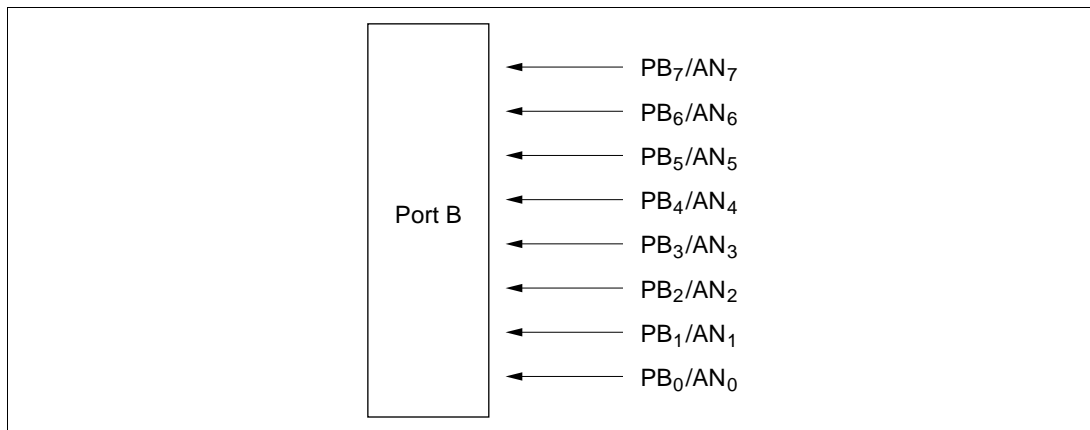 PB₇/AN₇
PB₆/AN₆
PB₅/AN₅
PB₄/AN₄
Port B
PB₃/AN₃
PB₂/AN₂
PB₁/AN₁
PB₀/AN₀